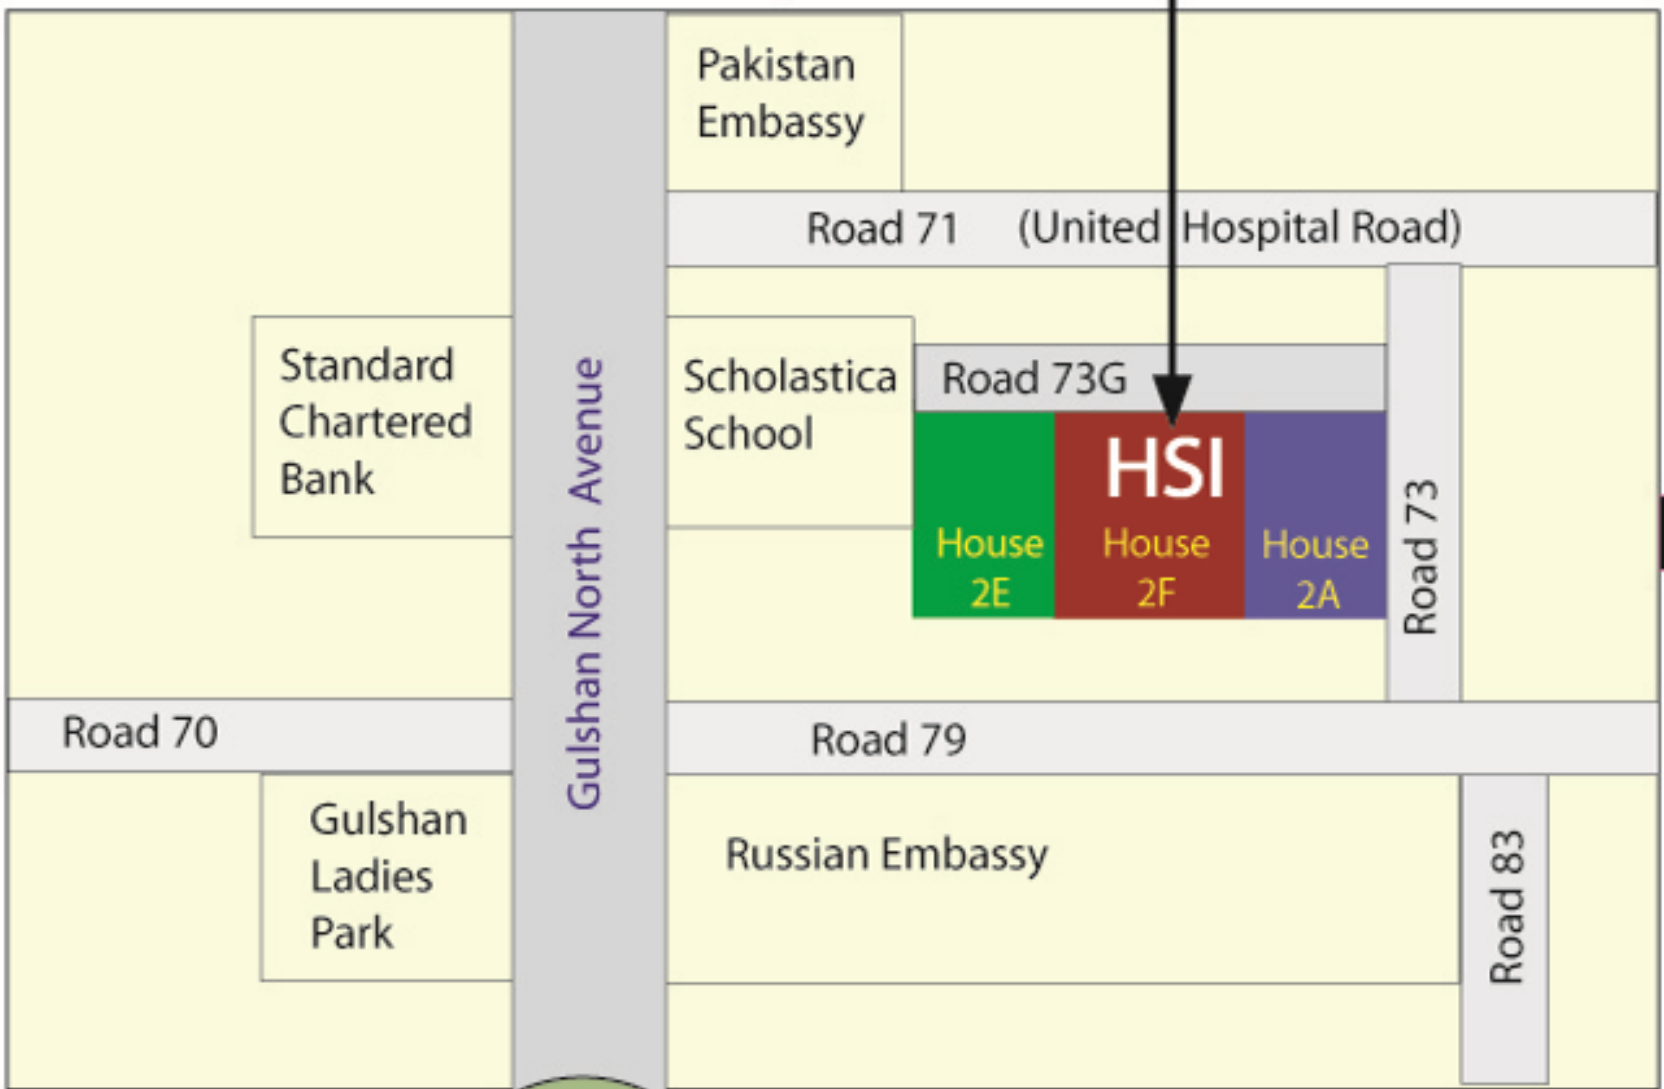 Pakistan
Embassy
Road 71 (United Hospital Road)
Standard
Chartered
Bank
Gulshan North Avenue
Scholastica
School
Road 73G
HSI
House
2E
House
2F
House
2A
Road 73
Road 70
Road 79
Gulshan
Ladies
Park
Russian Embassy
Road 83